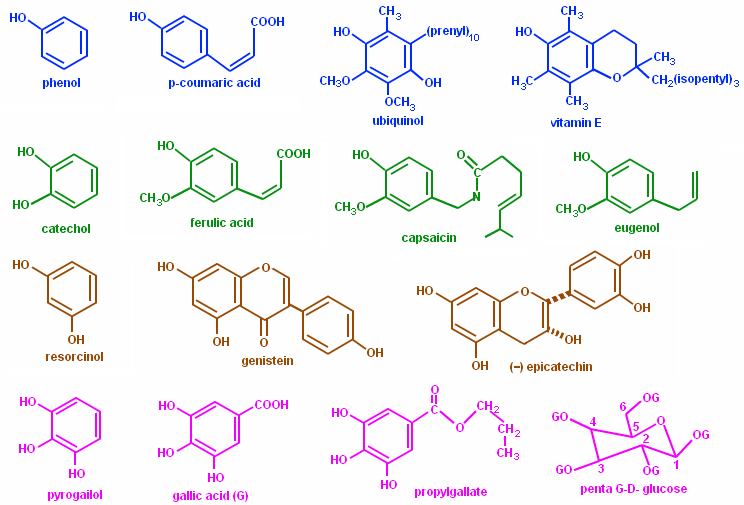 HO
phenol
HO
COOH
p-coumaric acid
CH₃
HO
(prenyl)₁₀
CH₃O
OH
OCH₃
ubiquinol
CH₃
HO
CH₃
H₃C
O
CH₂(isopentyl)₃
CH₃
vitamin E
HO
HO
catechol
HO
COOH
CH₃O
ferulic acid
HO
O
C
CH₃O
N
capsaicin
HO
CH₃O
eugenol
HO
OH
resorcinol
HO
O
OH
O
OH
genistein
OH
HO
O
OH
OH
OH
(–) epicatechin
HO
HO
HO
pyrogailol
HO
COOH
HO
HO
gallic acid (G)
O
HO
C
CH₂
O
CH₂
HO
CH₃
HO
propylgallate
6
OG
GO
4
O
5
OG
2
GO
3
OG
1
penta G-D- glucose